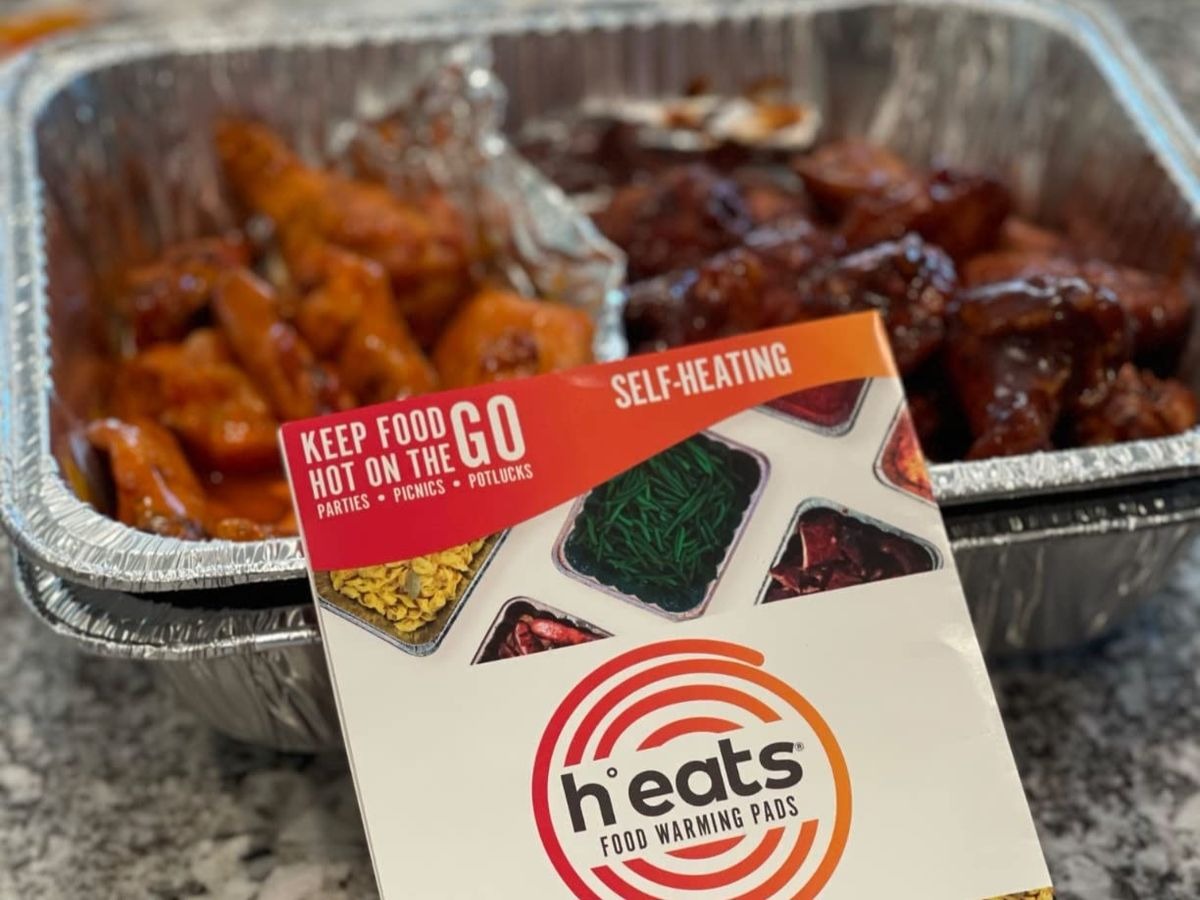 KEEP FOOD
HOT ON THE GO
PARTIES • PICNICS • POTLUCKS
SELF-HEATING
h°eats®
FOOD WARMING PADS